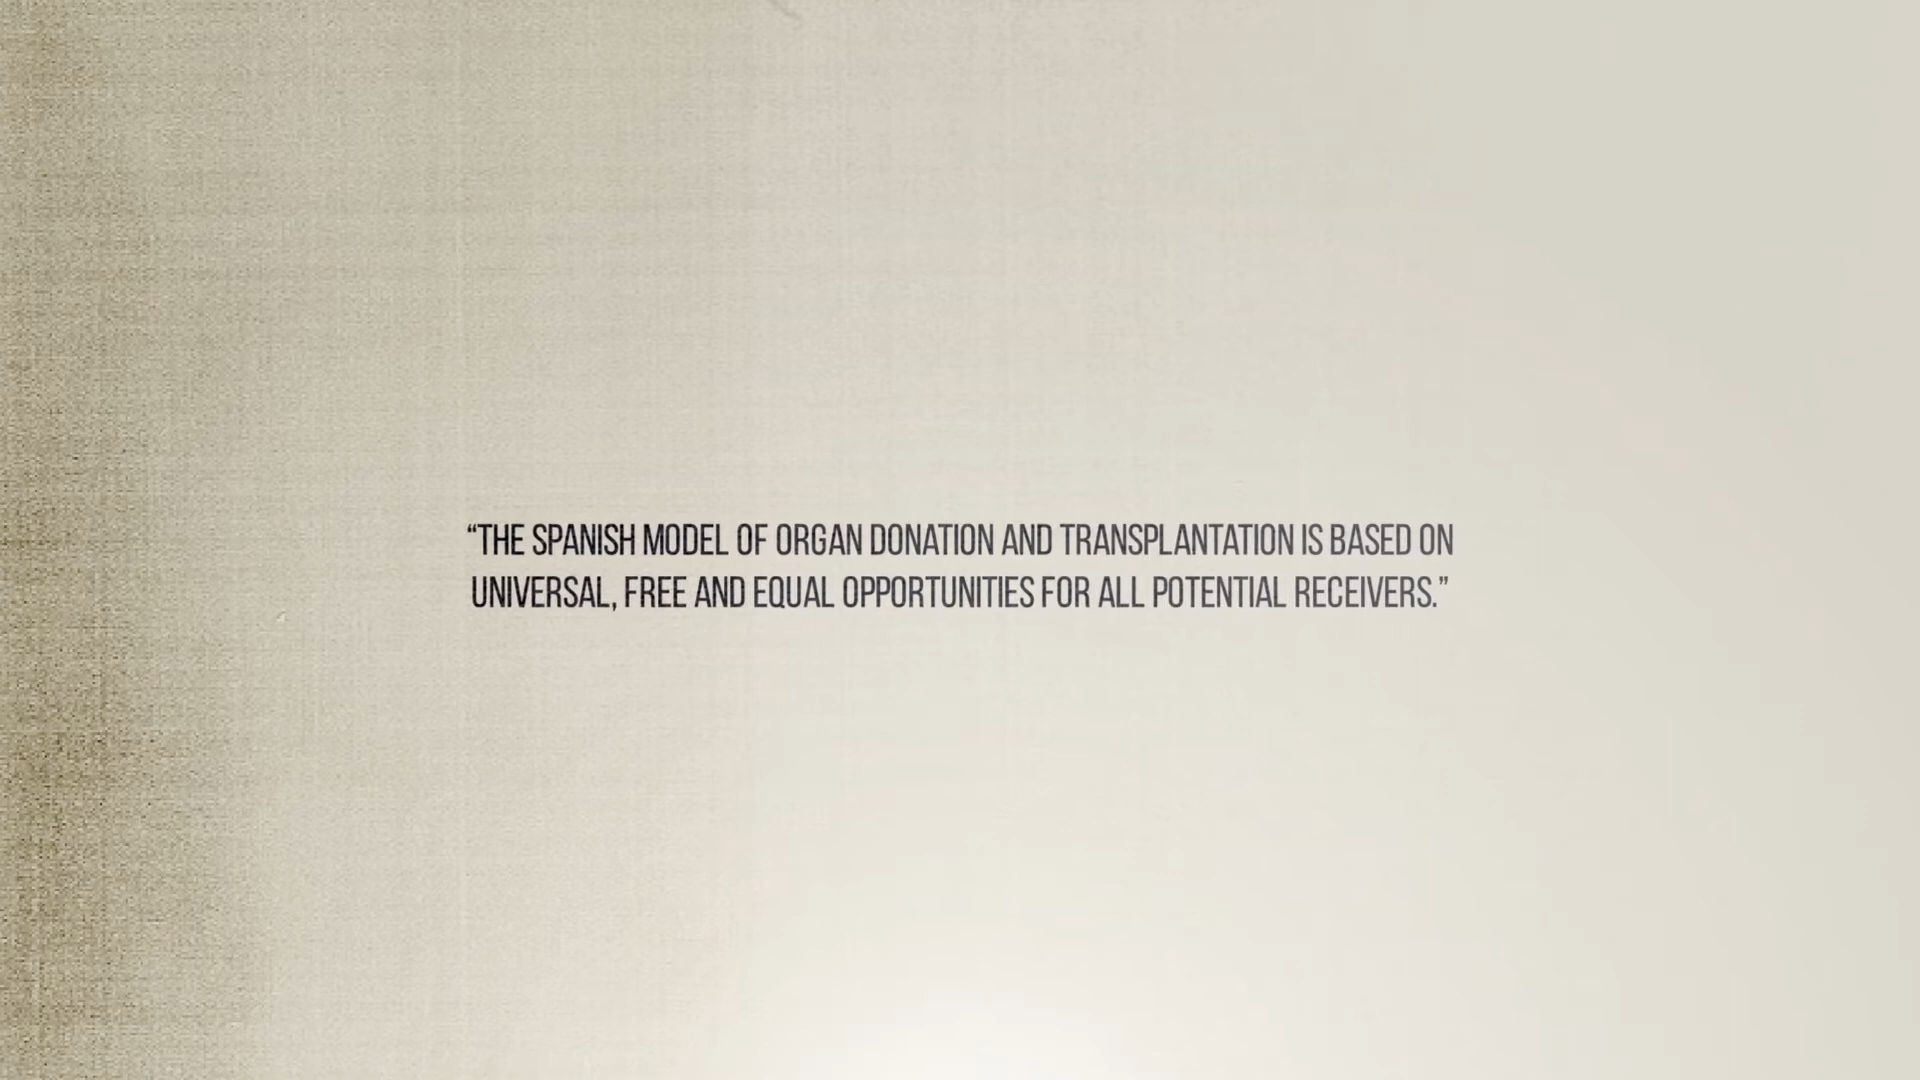 “THE SPANISH MODEL OF ORGAN DONATION AND TRANSPLANTATION IS BASED ON
UNIVERSAL, FREE AND EQUAL OPPORTUNITIES FOR ALL POTENTIAL RECEIVERS.”